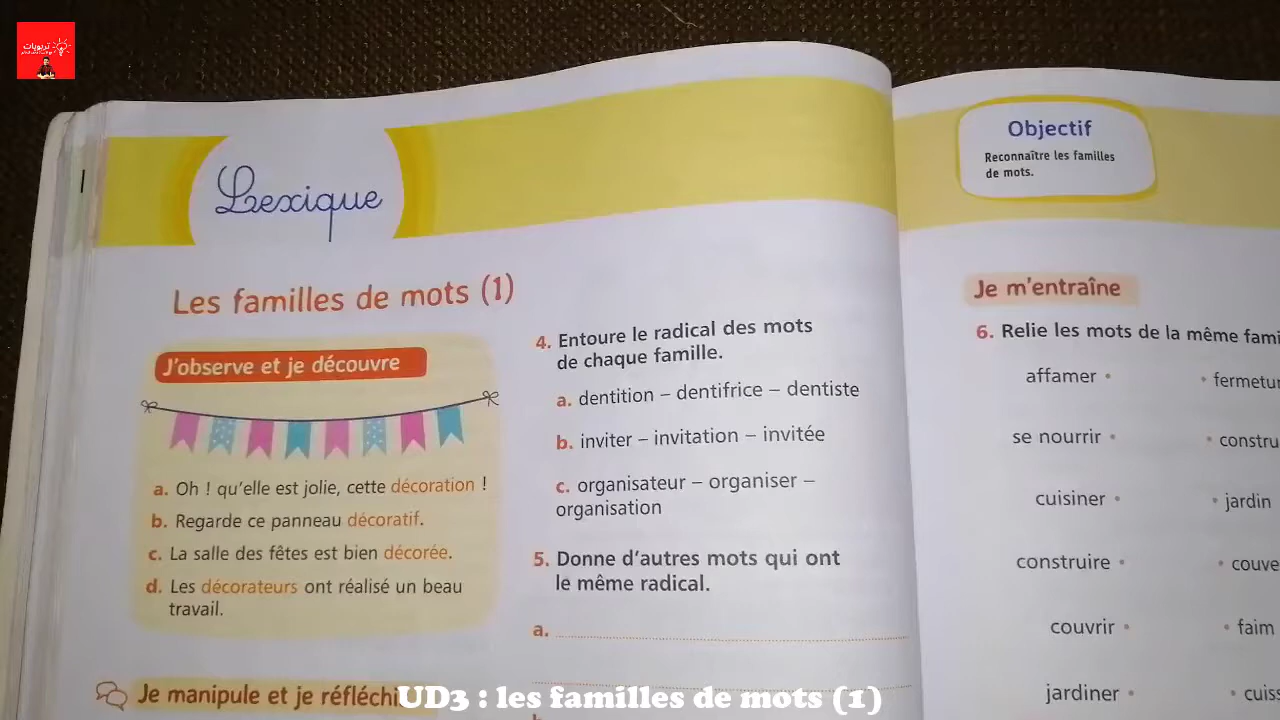 تربويات
Lexique
Les familles de mots (1)
J'observe et je découvre
a. Oh ! qu'elle est jolie, cette décoration !
b. Regarde ce panneau décoratif.
c. La salle des fêtes est bien décorée.
d. Les décorateurs ont réalisé un beau
travail.
Je manipule et je réfléchi
4. Entoure le radical des mots
de chaque famille.
a. dentition – dentifrice – dentiste
b. inviter – invitation – invitée
c. organisateur – organiser –
organisation
5. Donne d'autres mots qui ont
le même radical.
a.
Objectif
Reconnaître les familles
de mots.
Je m'entraîne
6. Relie les mots de la même fami
affamer • • fermetur
se nourrir • • constru
cuisiner • • jardin
construire • • couve
couvrir • • faim
jardiner • • cuiss
UD3 : les familles de mots (1)